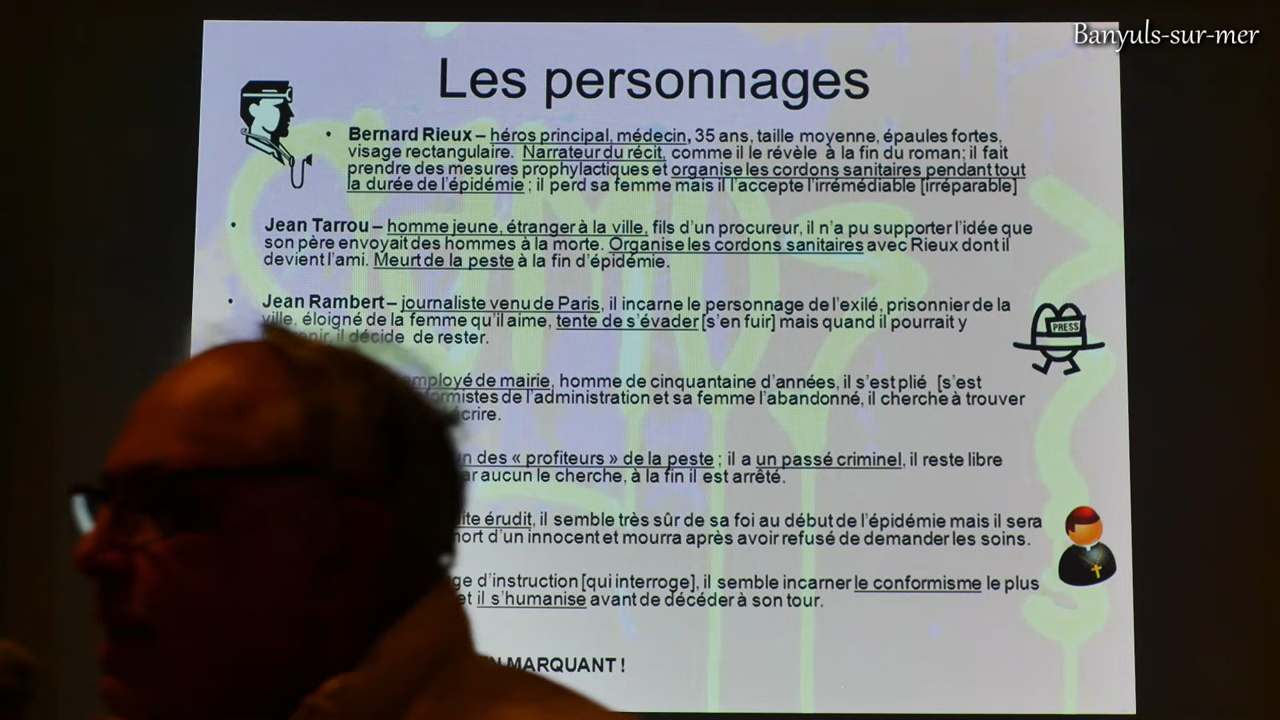 Banyuls-sur-mer
Les personnages
• Bernard Rieux – héros principal, médecin, 35 ans, taille moyenne, épaules fortes,
visage rectangulaire. Narrateur du récit, comme il le révèle à la fin du roman; il fait
prendre des mesures prophylactiques et organise les cordons sanitaires pendant tout
la durée de l'épidémie ; il perd sa femme mais il l'accepte l'irrémédiable [irréparable]
• Jean Tarrou – homme jeune, étranger à la ville, fils d'un procureur, il n'a pu supporter l'idée que
son père envoyait des hommes à la morte. Organise les cordons sanitaires avec Rieux dont il
devient l'ami. Meurt de la peste à la fin d'épidémie.
• Jean Rambert – journaliste venu de Paris, il incarne le personnage de l'exilé, prisonnier de la
ville, éloigné de la femme qu'il aime, tente de s'évader [s'en fuir] mais quand il pourrait y
il décide de rester.
PRESS
employé de mairie, homme de cinquantaine d'années, il s'est plié [s'est
de l'administration et sa femme l'abandonné, il cherche à trouver
écrire.
des « profiteurs » de la peste ; il a un passé criminel, il reste libre
aucun le cherche, à la fin il est arrêté.
érudit, il semble très sûr de sa foi au début de l'épidémie mais il sera
d'un innocent et mourra après avoir refusé de demander les soins.
d'instruction [qui interroge], il semble incarner le conformisme le plus
et il s'humanise avant de décéder à son tour.
MARQUANT !